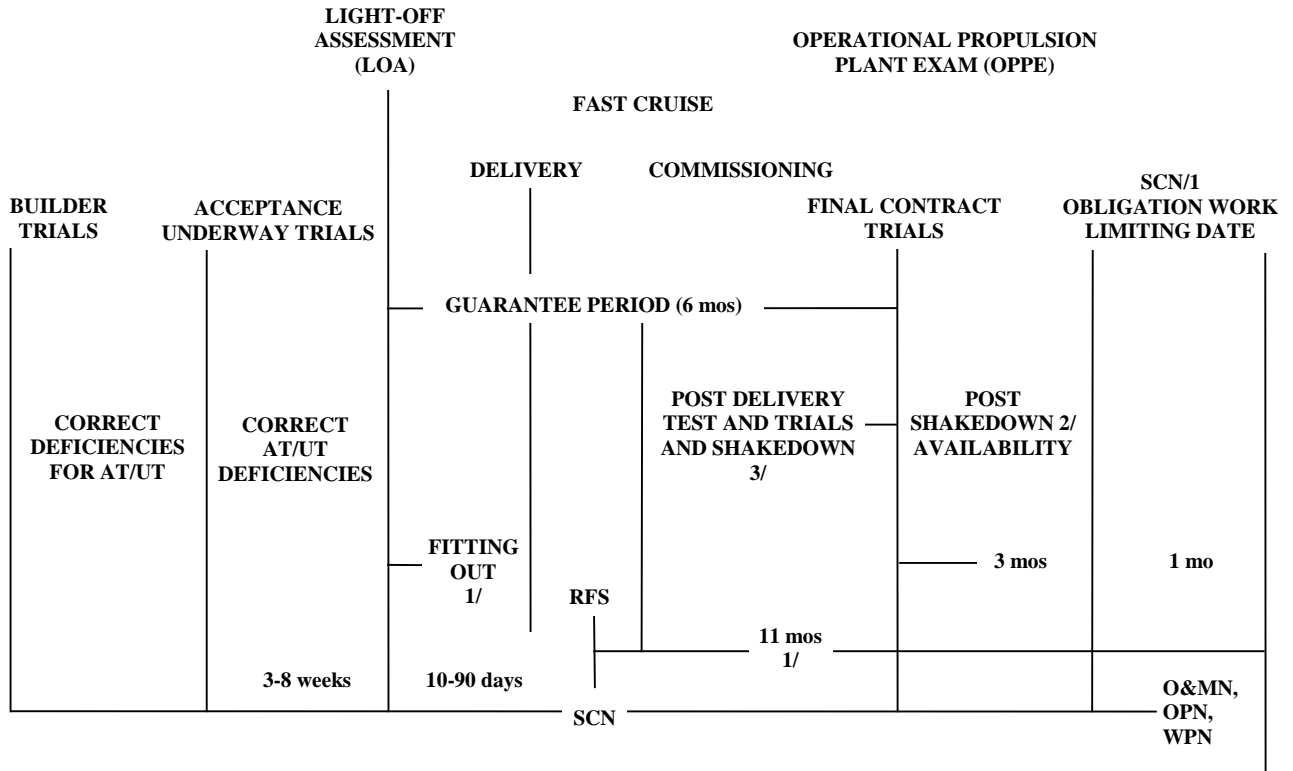 LIGHT-OFF
ASSESSMENT
(LOA)
OPERATIONAL PROPULSION
PLANT EXAM (OPPE)
FAST CRUISE
DELIVERY
COMMISSIONING
BUILDER
TRIALS
ACCEPTANCE
UNDERWAY TRIALS
FINAL CONTRACT
TRIALS
SCN/1
OBLIGATION WORK
LIMITING DATE
GUARANTEE PERIOD (6 mos)
CORRECT
DEFICIENCIES
FOR AT/UT
CORRECT
AT/UT
DEFICIENCIES
POST DELIVERY
TEST AND TRIALS
AND SHAKEDOWN
3/
POST
SHAKEDOWN 2/
AVAILABILITY
FITTING
OUT
1/
3 mos
1 mo
RFS
11 mos
1/
3-8 weeks
10-90 days
SCN
O&MN,
OPN,
WPN